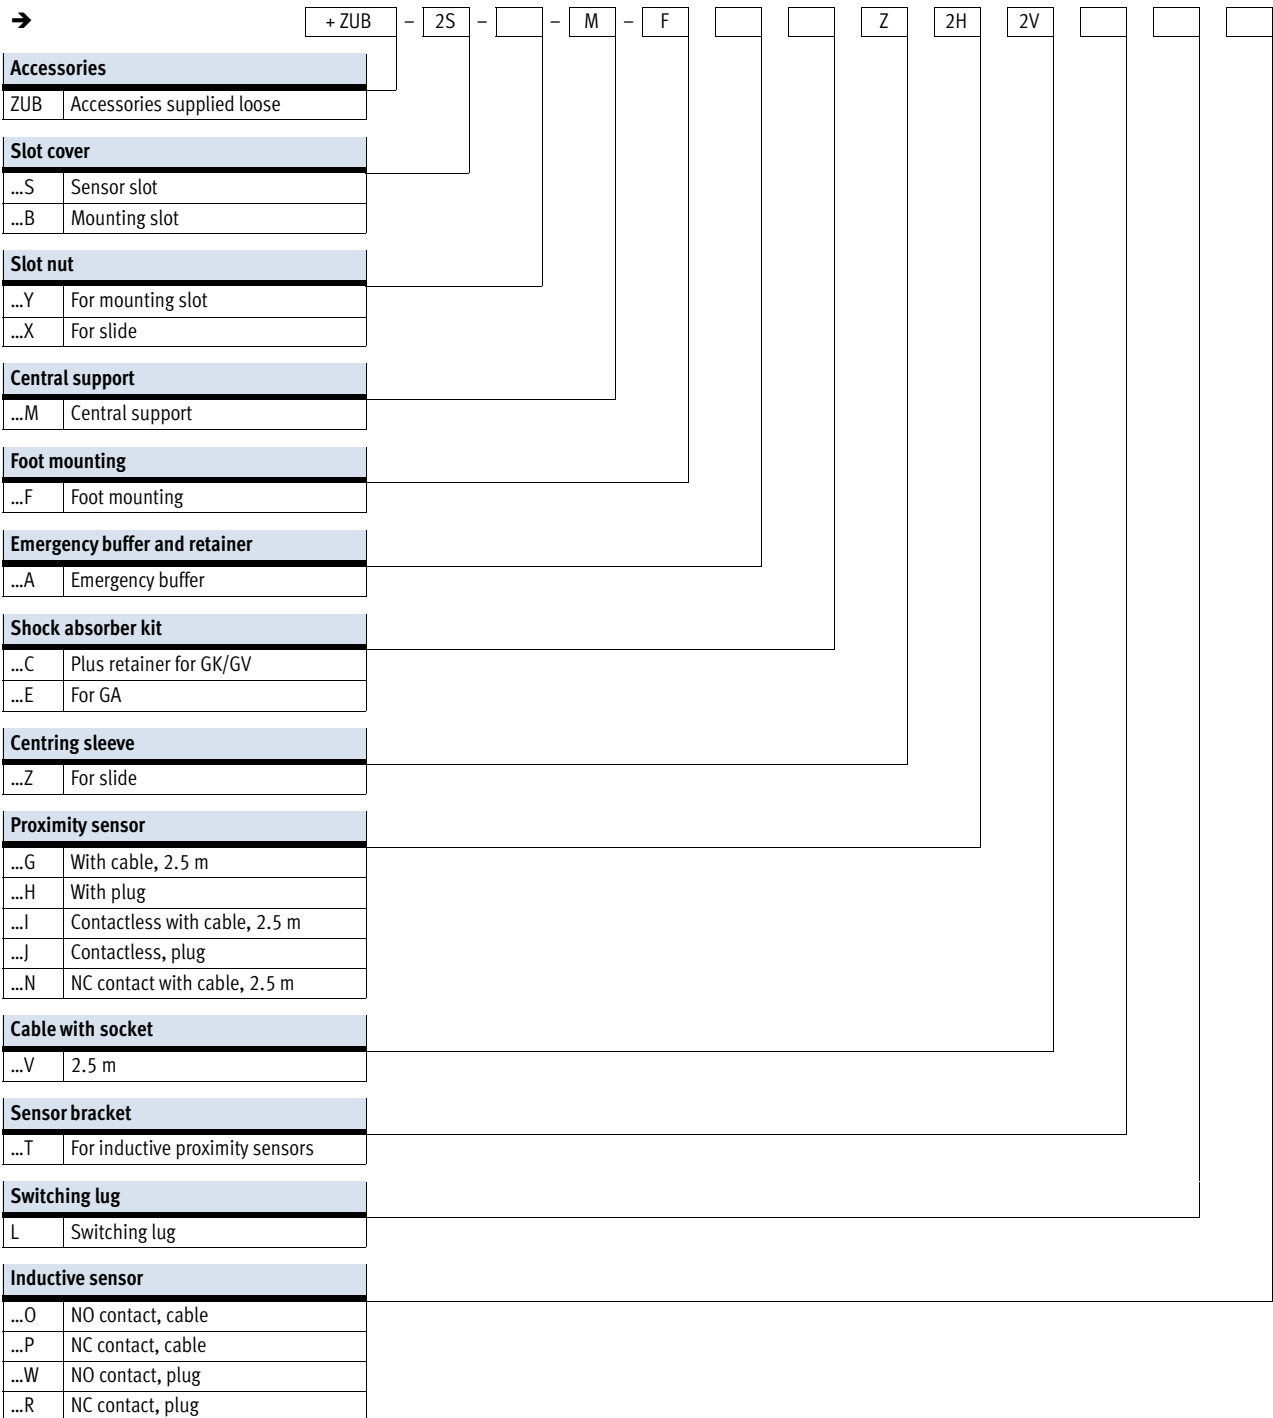 ➔ + ZUB – 2S – – M – F Z 2H 2V
Accessories
ZUB Accessories supplied loose
Slot cover
...S Sensor slot
...B Mounting slot
Slot nut
...Y For mounting slot
...X For slide
Central support
...M Central support
Foot mounting
...F Foot mounting
Emergency buffer and retainer
...A Emergency buffer
Shock absorber kit
...C Plus retainer for GK/GV
...E For GA
Centring sleeve
...Z For slide
Proximity sensor
...G With cable, 2.5 m
...H With plug
...I Contactless with cable, 2.5 m
...J Contactless, plug
...N NC contact with cable, 2.5 m
Cable with socket
...V 2.5 m
Sensor bracket
...T For inductive proximity sensors
Switching lug
L Switching lug
Inductive sensor
...O NO contact, cable
...P NC contact, cable
...W NO contact, plug
...R NC contact, plug